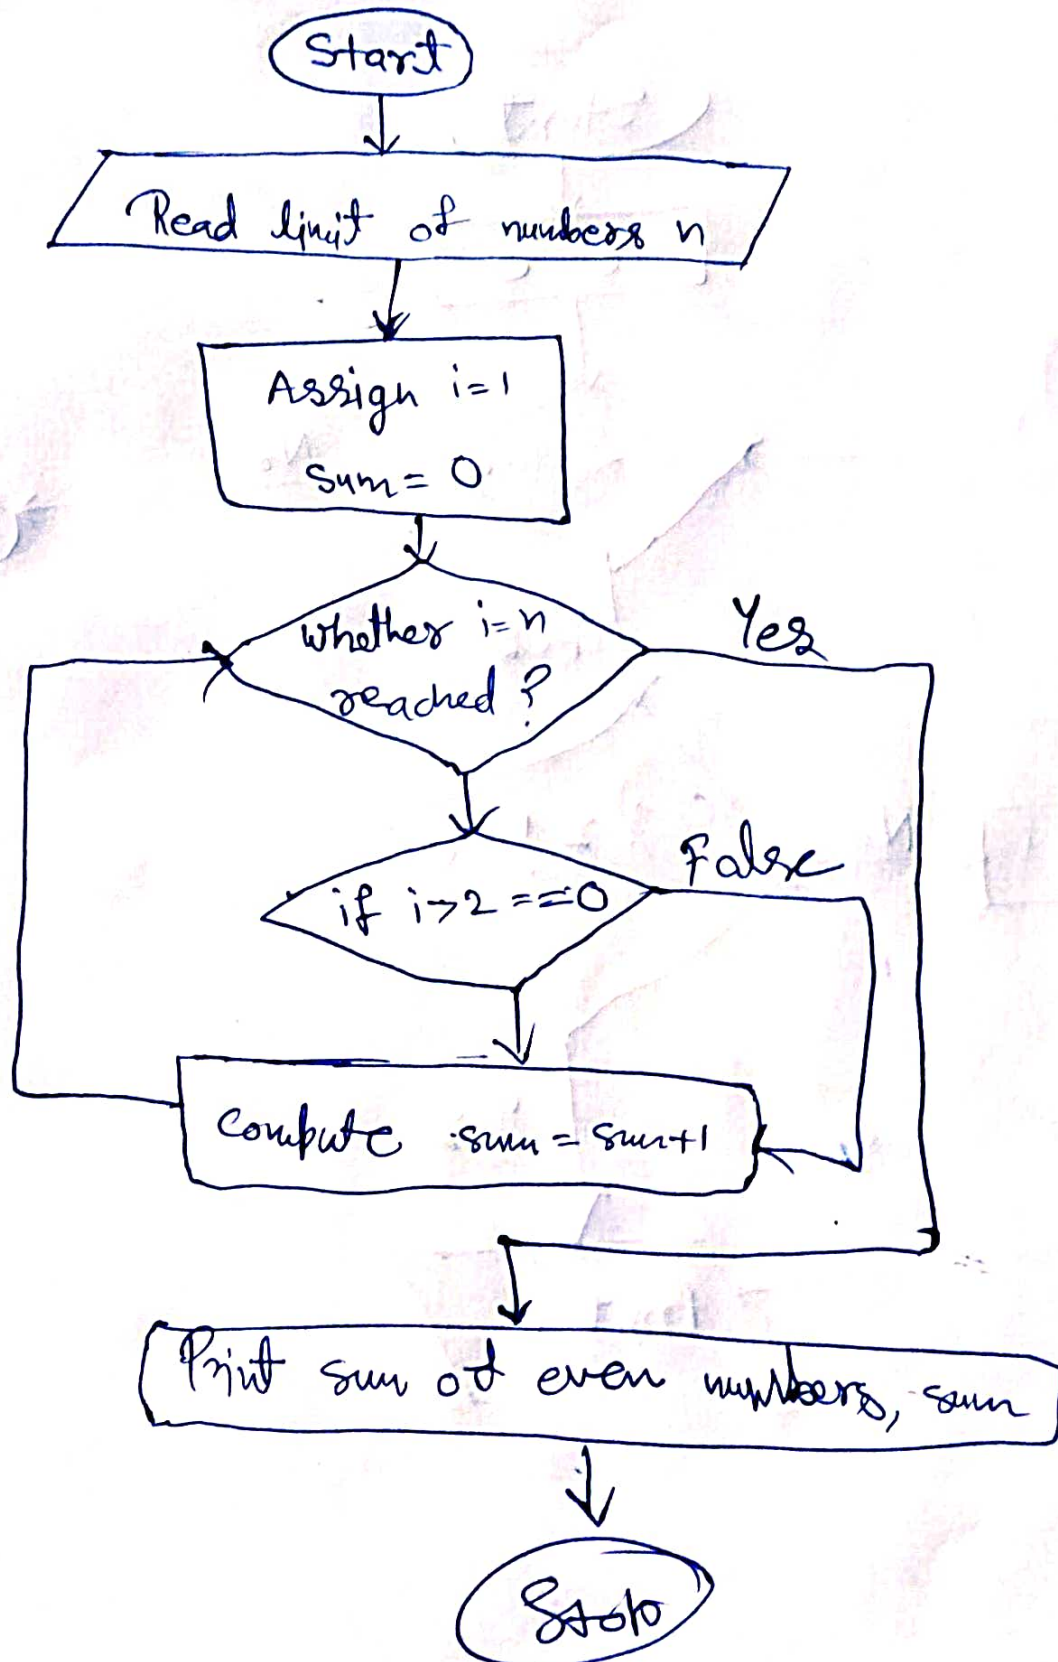 Start
Read limit of numbers n
Assign i=1
sum = 0
whether i=n
reached?
Yes
if i→2 ==0
False
Compute sum = sum+1
Print sum of even numbers, sum
Stop